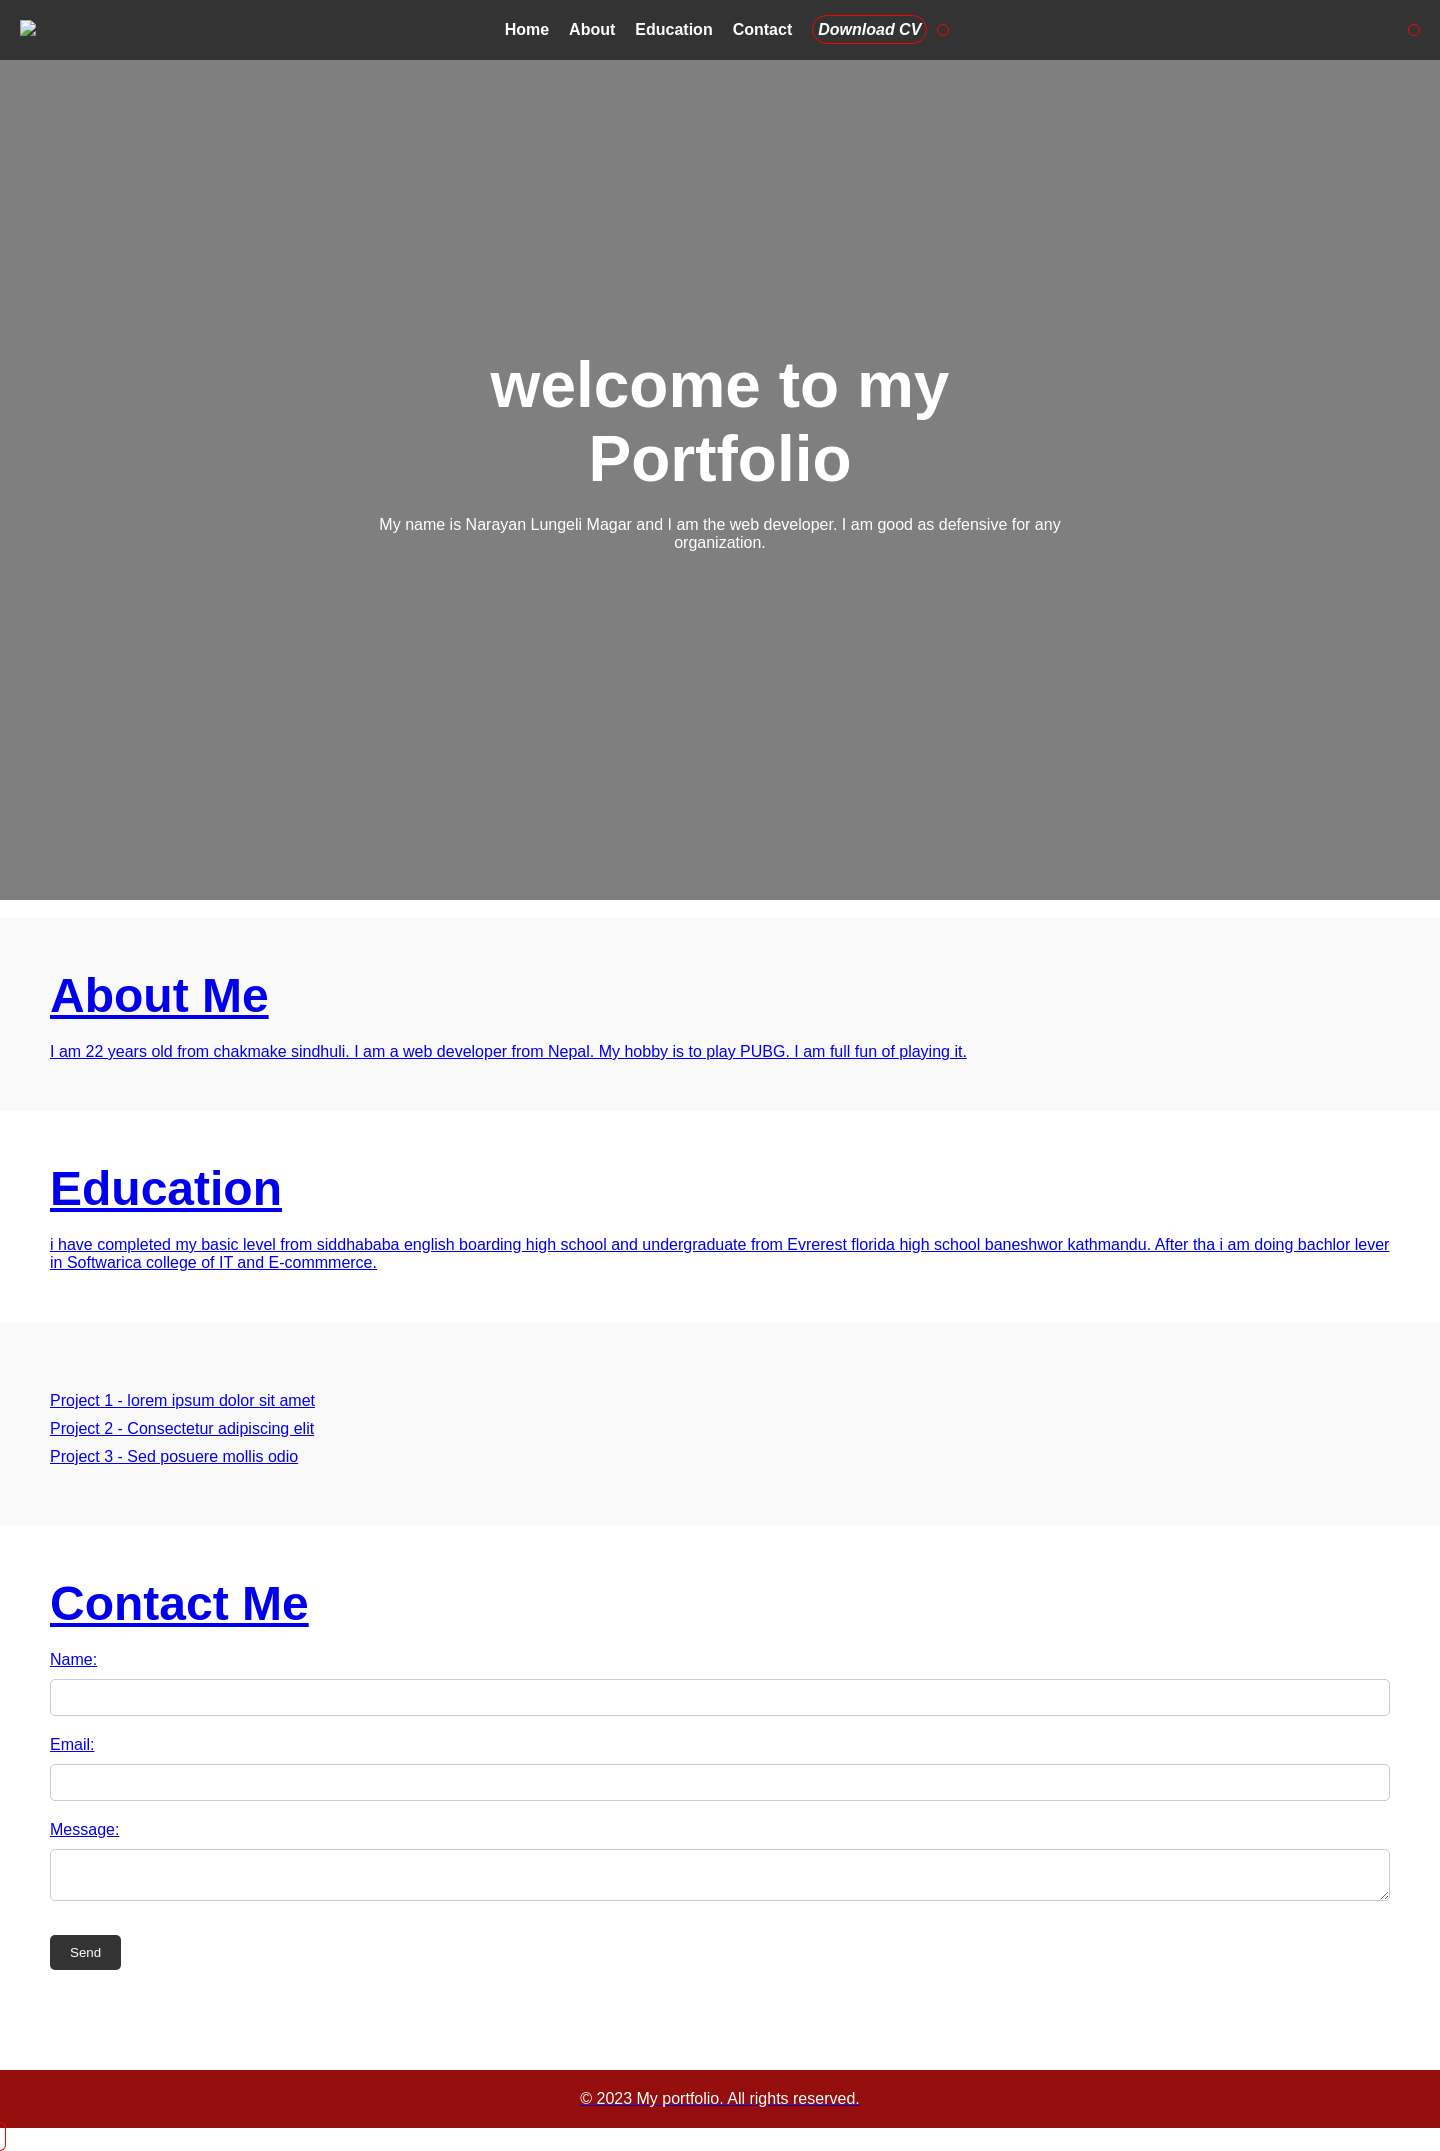 Home About Education Contact Download CV
welcome to my
Portfolio
My name is Narayan Lungeli Magar and I am the web developer. I am good as defensive for any
organization.
About Me
I am 22 years old from chakmake sindhuli. I am a web developer from Nepal. My hobby is to play PUBG. I am full fun of playing it.
Education
i have completed my basic level from siddhababa english boarding high school and undergraduate from Evrerest florida high school baneshwor kathmandu. After tha i am doing bachlor lever
in Softwarica college of IT and E-commmerce.
Project 1 - lorem ipsum dolor sit amet
Project 2 - Consectetur adipiscing elit
Project 3 - Sed posuere mollis odio
Contact Me
Name:
Email:
Message:
Send
© 2023 My portfolio. All rights reserved.